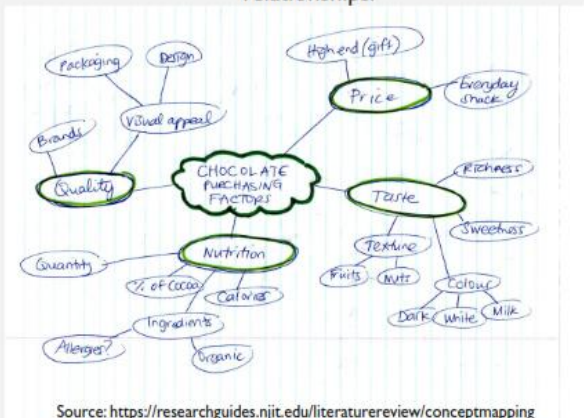 Packaging
Design
Visual appeal
Brands
Quality
High end (gift)
Price
Everyday
snack
CHOCOLATE
PURCHASING
FACTORS
Taste
Richness
Sweetness
Texture
Fruits
Nuts
Colour
Dark
White
Milk
Nutrition
Quantity
% of Cocoa
Calories
Ingredients
Allergies?
Organic
Source: https://researchguides.njit.edu/literaturereview/conceptmapping